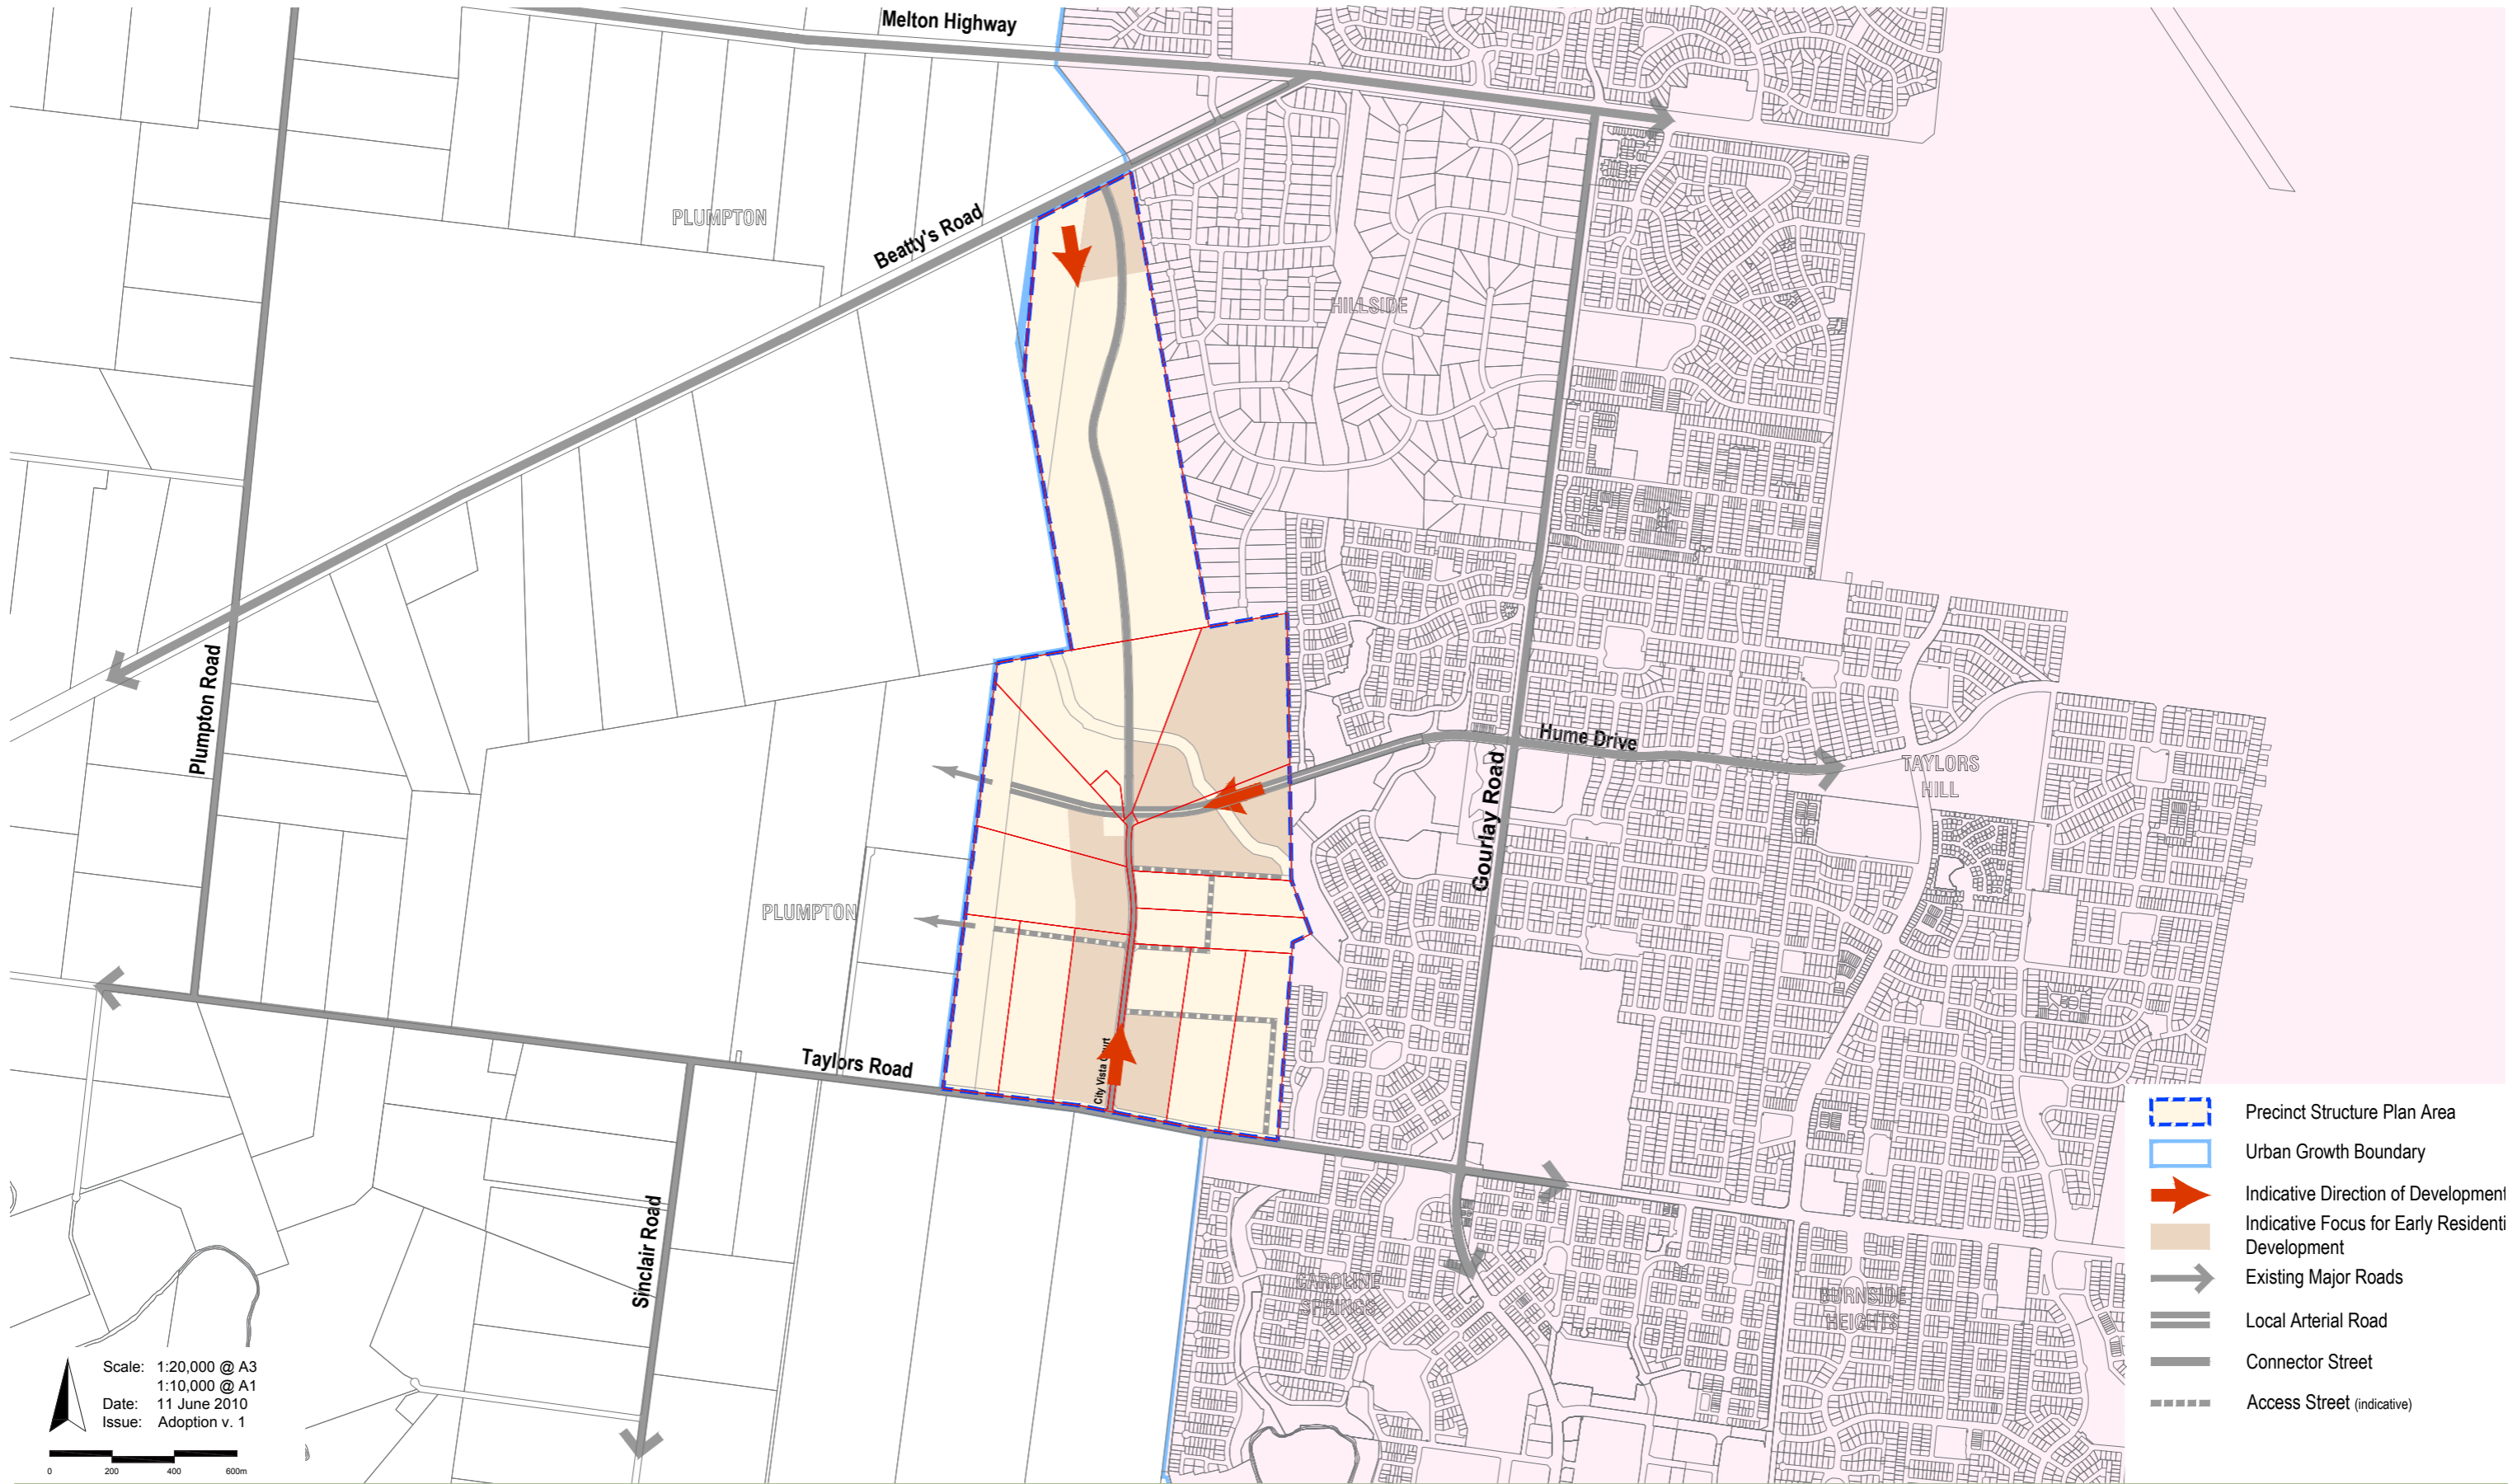 Melton Highway
PLUMPTON
Beatty's Road
HILLSIDE
Plumpton Road
Hume Drive
Gourlay Road
TAYLORS
HILL
PLUMPTON
Taylors Road
City Vista Court
Sinclair Road
CAROLINE
SPRINGS
BURNSIDE
HEIGHTS
Precinct Structure Plan Area
Urban Growth Boundary
Indicative Direction of Development
Indicative Focus for Early Residenti
Development
Existing Major Roads
Local Arterial Road
Connector Street
Access Street (indicative)
Scale: 1:20,000 @ A3
1:10,000 @ A1
Date: 11 June 2010
Issue: Adoption v. 1
0 200 400 600m